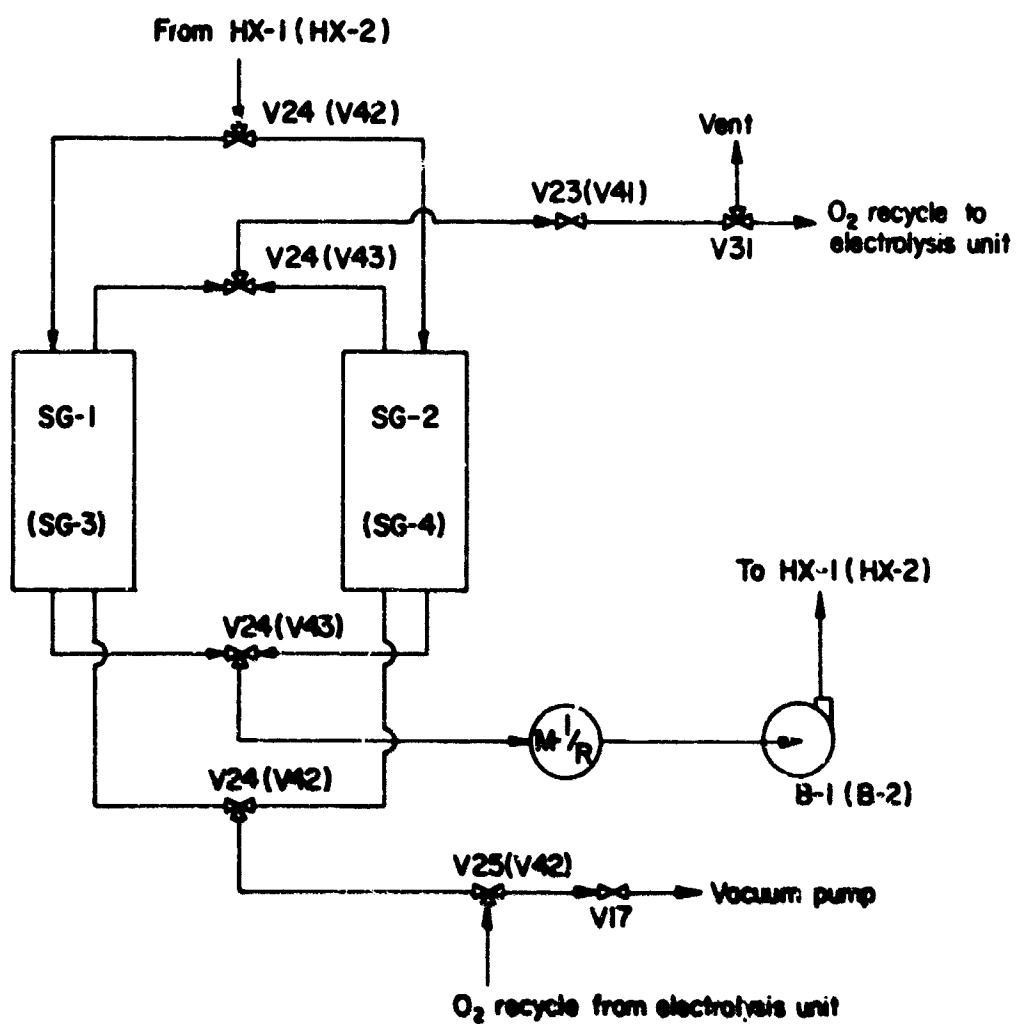 From HX-1 (HX-2)
V24 (V42)
Vent
V23(V41)
O2 recycle to
electrolysis unit
V31
V24(V43)
SG-1
SG-2
(SG-3)
(SG-4)
To HX-1(HX-2)
V24(V43)
M-1/R
V24(V42)
B-1(B-2)
V25(V42)
Vacuum pump
V17
O2 recycle from electrolysis unit